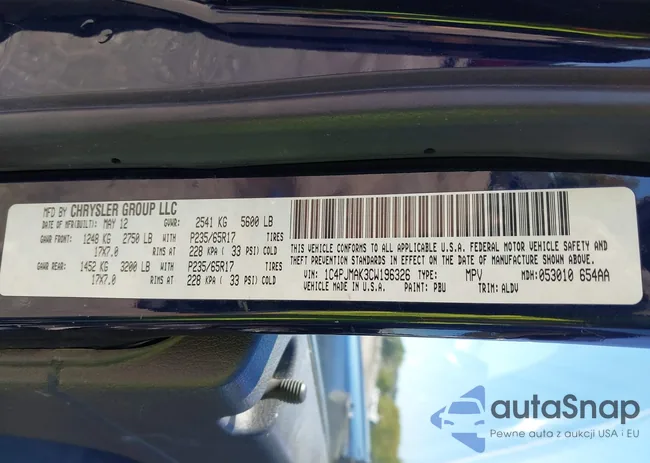 MFD BY CHRYSLER GROUP LLC
DATE OF MFR(BUILT): MAY 12 GVWR: 2541 KG 5600 LB
GAWR FRONT: 1248 KG 2750 LB WITH P235/65R17 TIRES
17X7.0 RIMS AT 228 KPA ( 33 PSI) COLD
GAWR REAR: 1452 KG 3200 LB WITH P235/65R17 TIRES
17X7.0 RIMS AT 228 KPA ( 33 PSI) COLD
THIS VEHICLE CONFORMS TO ALL APPLICABLE U.S.A. FEDERAL MOTOR VEHICLE SAFETY
AND THEFT PREVENTION STANDARDS IN EFFECT ON THE DATE OF MANUFACTURE SHOWN ABOVE.
VIN: 1C4PJMAK3CW196326 TYPE: MPV MDH: 053010 654AA
VEHICLE MADE IN U.S.A. PAINT: PBU TRIM: ALDV
autaSnap
Pewne auta z aukcji USA i EU